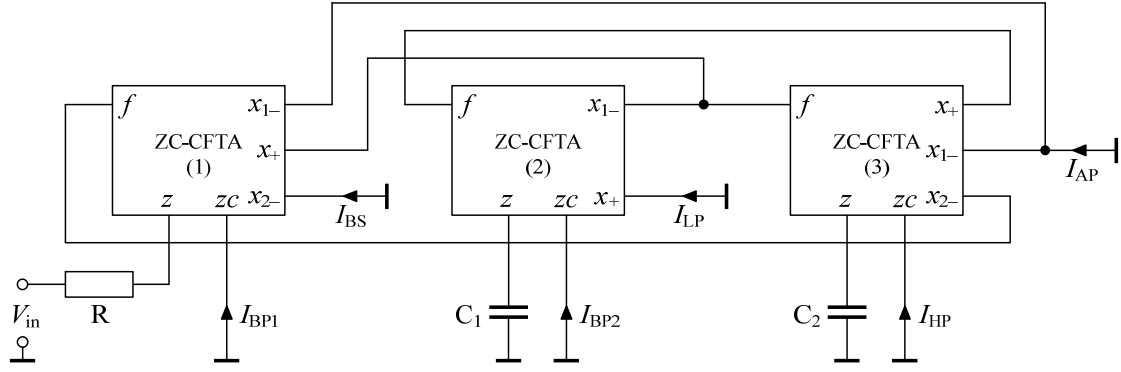 f x1– ZC-CFTA (1) x+ z zc x2–
f x1– ZC-CFTA (2) z zc x+
f x+ ZC-CFTA (3) x1– z zc x2–
IBS
ILP
IAP
Vin
R
IBP1
C1
IBP2
C2
IHP